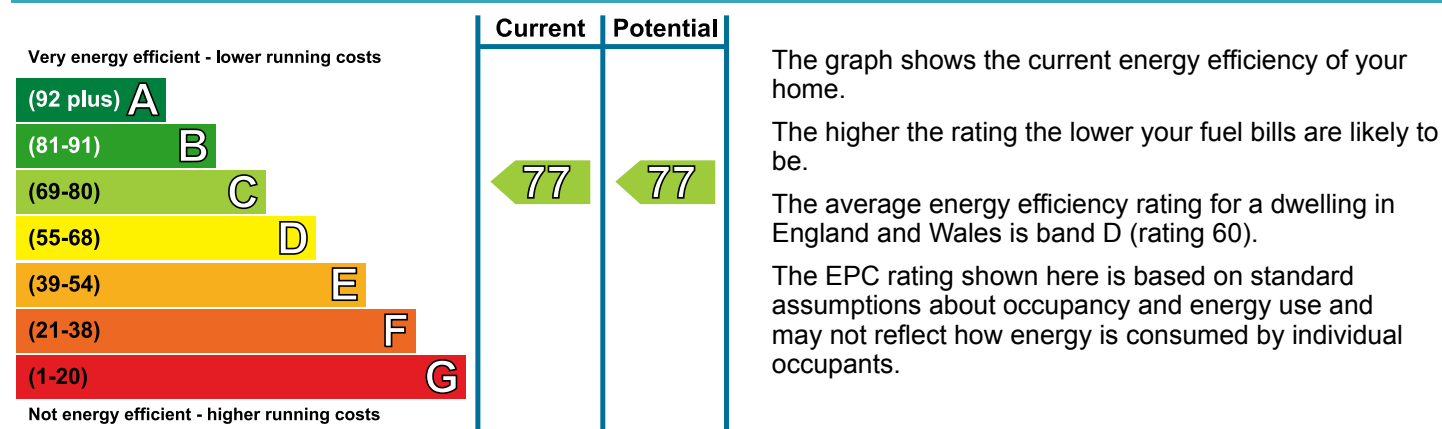 Current Potential
Very energy efficient - lower running costs
(92 plus) A
(81-91) B
(69-80) C
77 77
(55-68) D
(39-54) E
(21-38) F
(1-20) G
Not energy efficient - higher running costs
The graph shows the current energy efficiency of your
home.
The higher the rating the lower your fuel bills are likely to
be.
The average energy efficiency rating for a dwelling in
England and Wales is band D (rating 60).
The EPC rating shown here is based on standard
assumptions about occupancy and energy use and
may not reflect how energy is consumed by individual
occupants.